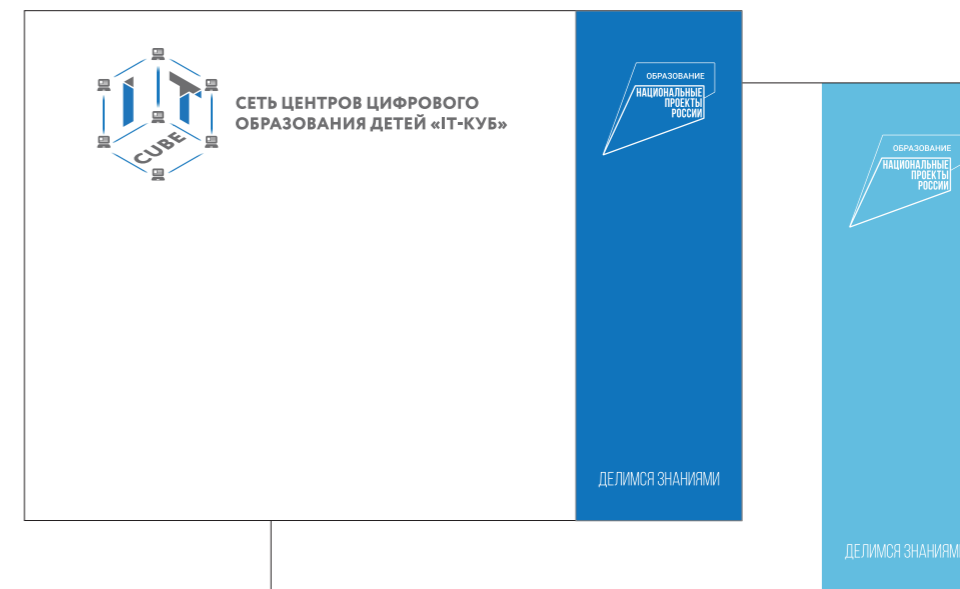 IT
CUBE
СЕТЬ ЦЕНТРОВ ЦИФРОВОГО
ОБРАЗОВАНИЯ ДЕТЕЙ «IT-КУБ»
ОБРАЗОВАНИЕ
НАЦИОНАЛЬНЫЕ
ПРОЕКТЫ
РОССИИ
ДЕЛИМСЯ ЗНАНИЯМИ
ОБРАЗОВАНИЕ
НАЦИОНАЛЬНЫЕ
ПРОЕКТЫ
РОССИИ
ДЕЛИМСЯ ЗНАНИЯМИ